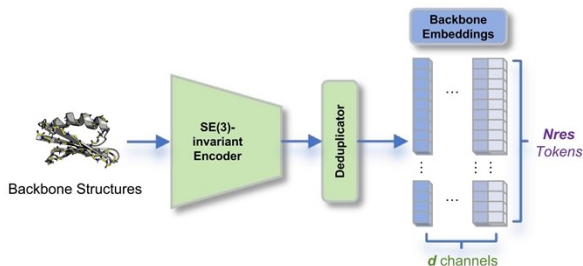 Backbone
Embeddings
SE(3)-
invariant
Encoder
Deduplicator
...
...
Nres
Tokens
Backbone Structures
...
...
d channels